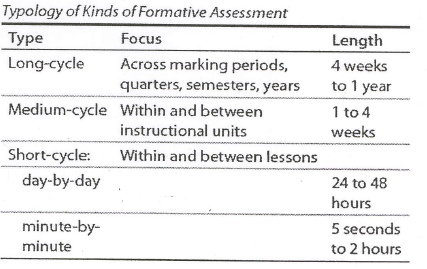 Typology of Kinds of Formative Assessment
Type Focus Length
Long-cycle Across marking periods, 4 weeks
quarters, semesters, years to 1 year
Medium-cycle Within and between 1 to 4
instructional units weeks
Short-cycle: Within and between lessons
day-by-day 24 to 48
hours
minute-by- 5 seconds
minute to 2 hours